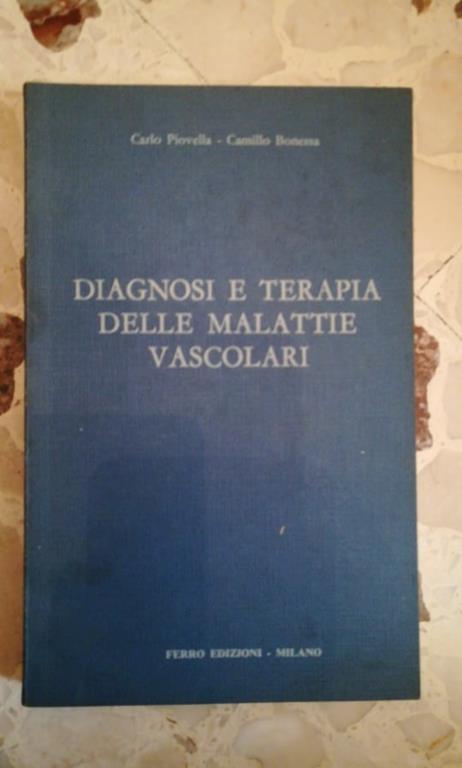 Carlo Piovella - Camillo Bonessa
DIAGNOSI E TERAPIA
DELLE MALATTIE
VASCOLARI
FERRO EDIZIONI - MILANO